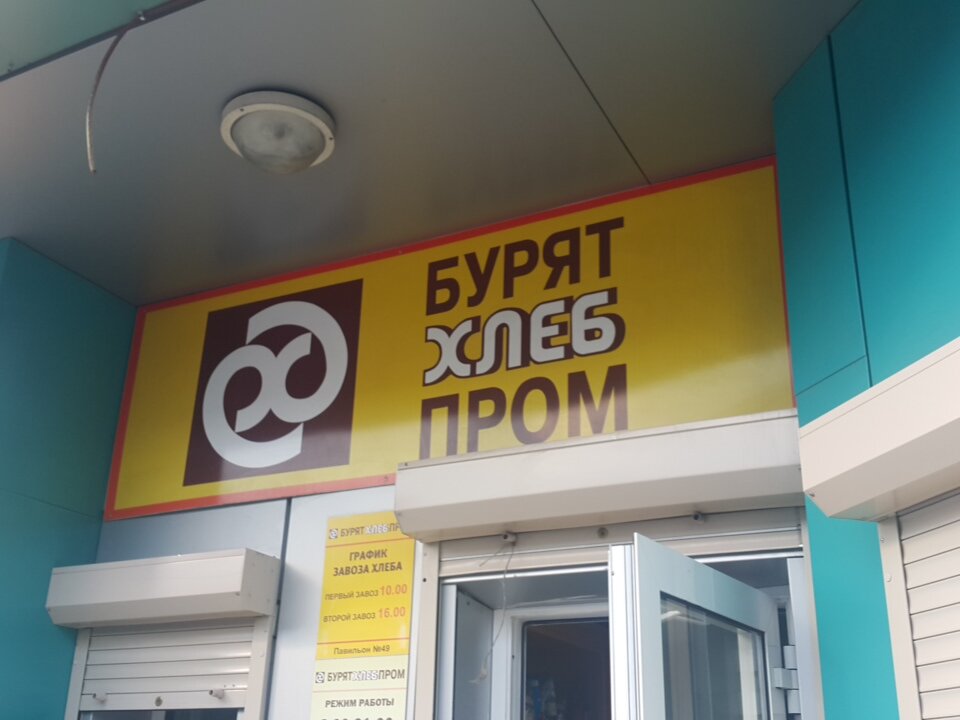 БУРЯТ
ХЛЕБ
ПРОМ
БУРЯТХЛЕБПР
ГРАФИК
ЗАВОЗА ХЛЕБА
ПЕРВЫЙ ЗАВОЗ 10.00
ВТОРОЙ ЗАВОЗ 16.00
Павильон №49
БУРЯТХЛЕБПРОМ
РЕЖИМ РАБОТЫ